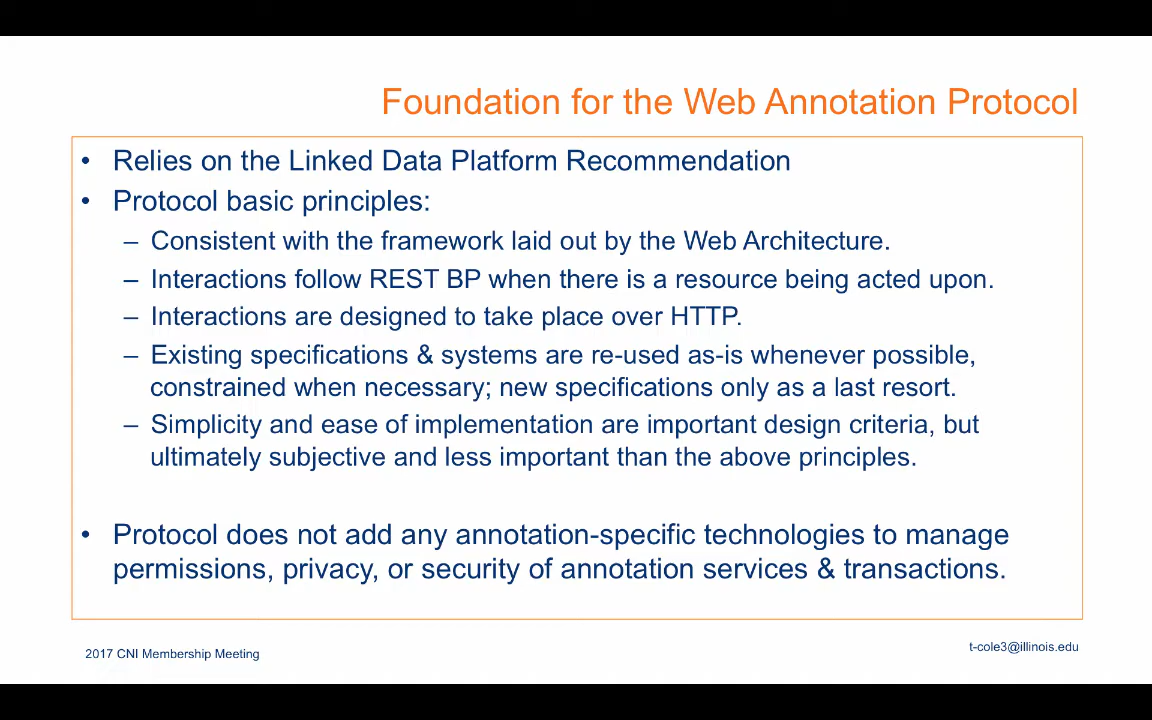 Foundation for the Web Annotation Protocol
• Relies on the Linked Data Platform Recommendation
• Protocol basic principles:
– Consistent with the framework laid out by the Web Architecture.
– Interactions follow REST BP when there is a resource being acted upon.
– Interactions are designed to take place over HTTP.
– Existing specifications & systems are re-used as-is whenever possible,
constrained when necessary; new specifications only as a last resort.
– Simplicity and ease of implementation are important design criteria, but
ultimately subjective and less important than the above principles.
• Protocol does not add any annotation-specific technologies to manage
permissions, privacy, or security of annotation services & transactions.
2017 CNI Membership Meeting
t-cole3@illinois.edu